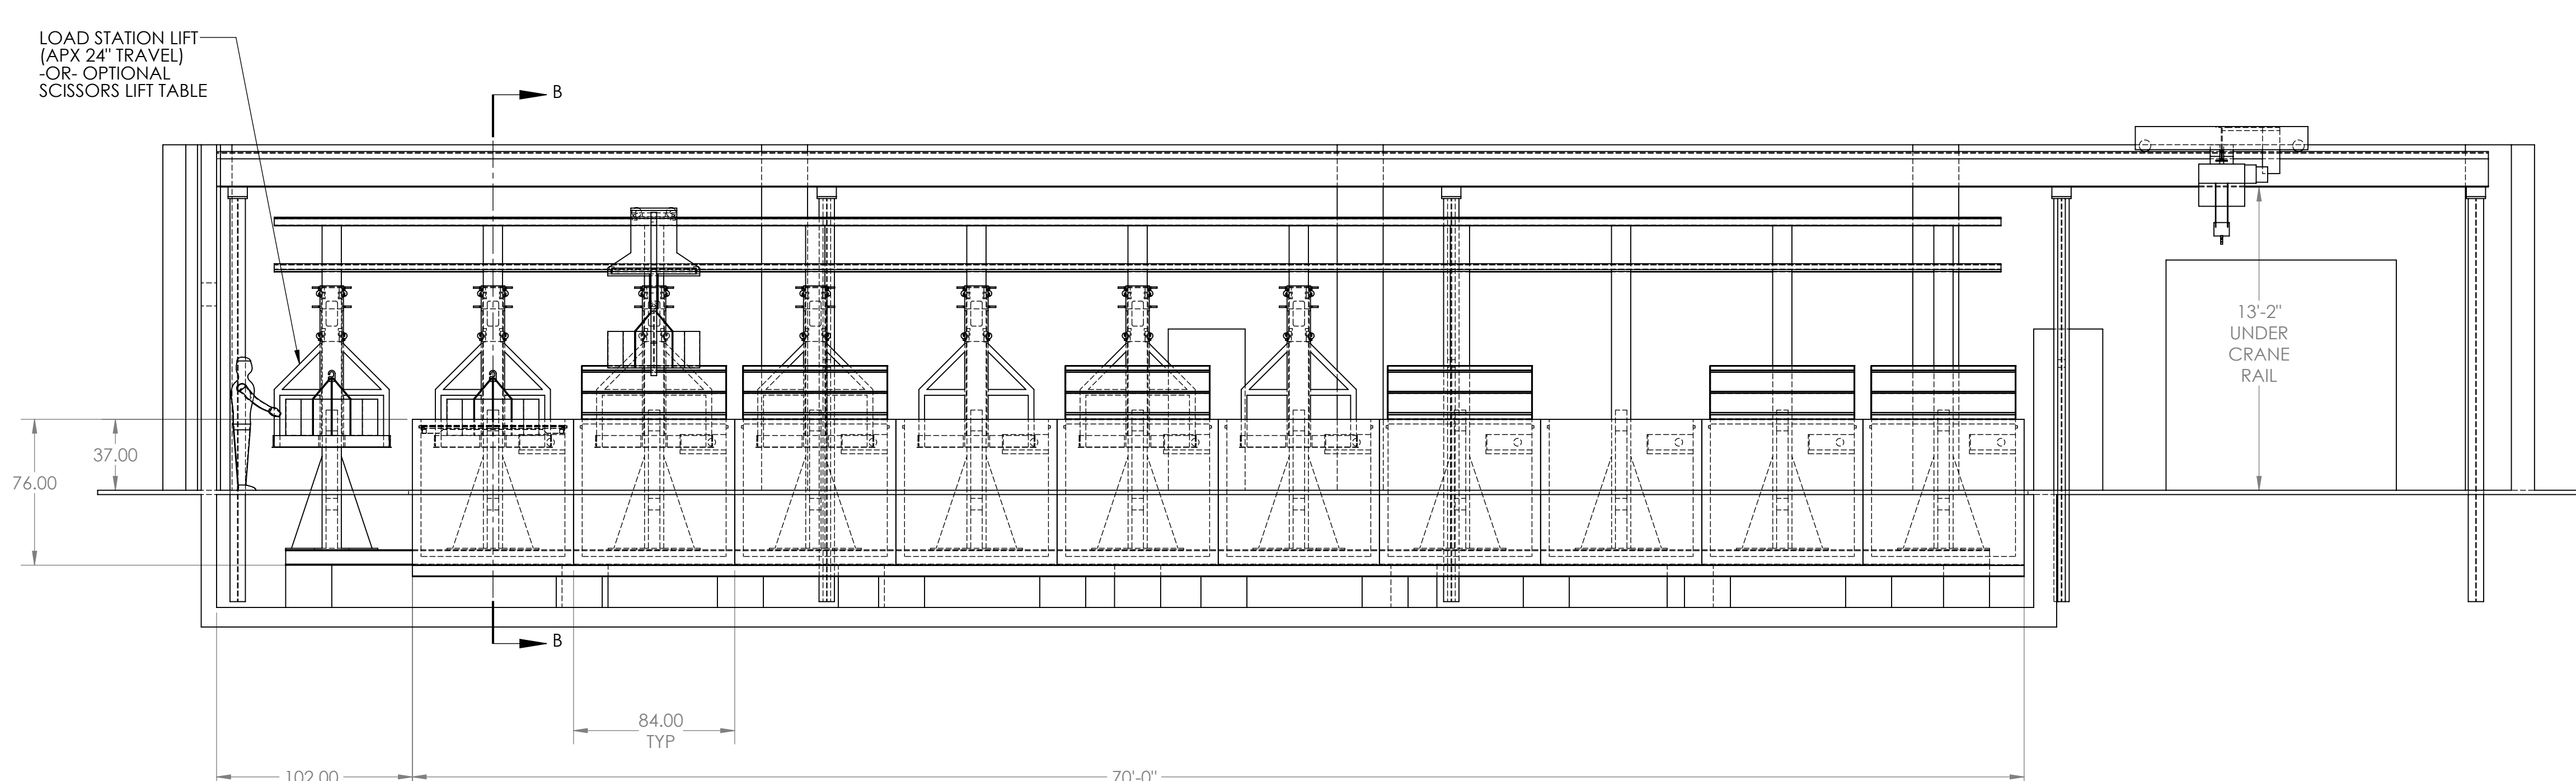 LOAD STATION LIFT
(APX 24" TRAVEL)
-OR- OPTIONAL
SCISSORS LIFT TABLE
B
13'-2"
UNDER
CRANE
RAIL
37.00
76.00
B
84.00
TYP
102.00
70'-0"